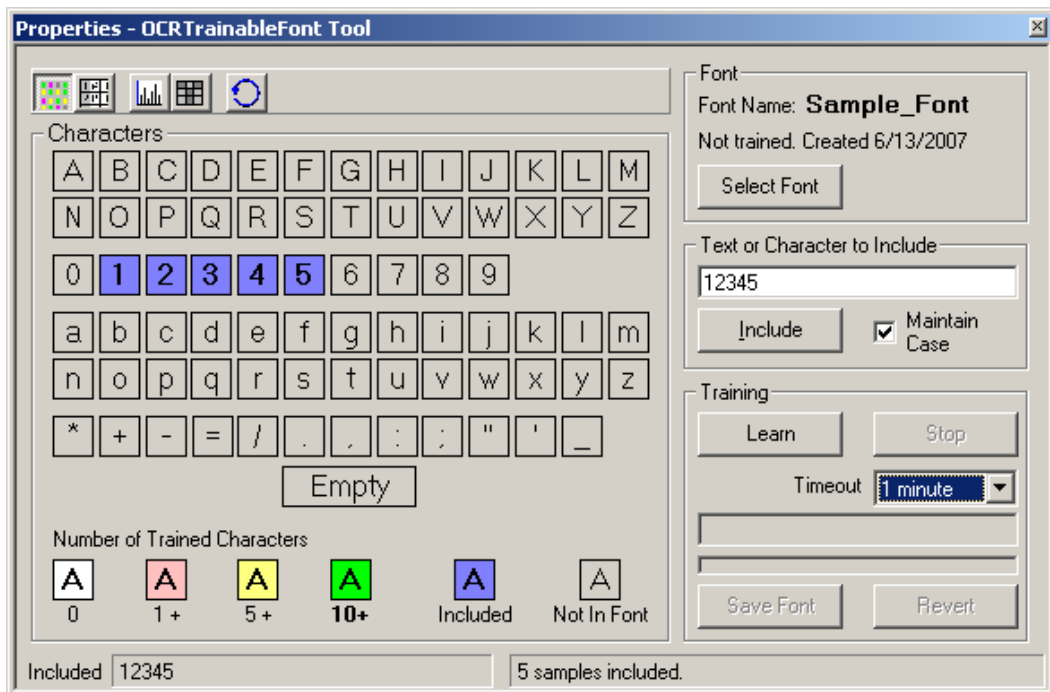 Properties - OCRTrainableFont Tool
Characters
A B C D E F G H I J K L M
N O P Q R S T U V W X Y Z
0 1 2 3 4 5 6 7 8 9
a b c d e f g h i j k l m
n o p q r s t u v w x y z
* + - = / . , : ; " ' _
Empty
Number of Trained Characters
A A A A A A
0 1 + 5 + 10+ Included Not In Font
Font
Font Name: Sample_Font
Not trained. Created 6/13/2007
Select Font
Text or Character to Include
12345
Include Maintain
Case
Training
Learn Stop
Timeout 1 minute
Save Font Revert
Included 12345 5 samples included.